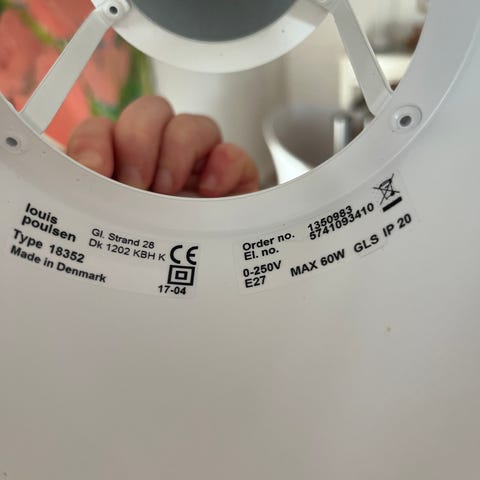 louis
poulsen
Type 18352
Made in Denmark
Gl. Strand 28
Dk 1202 KBH K
CE
17-04
Order no. 1350983
El. no. 5741093410
0-250V
E27
MAX 60W GLS IP 20